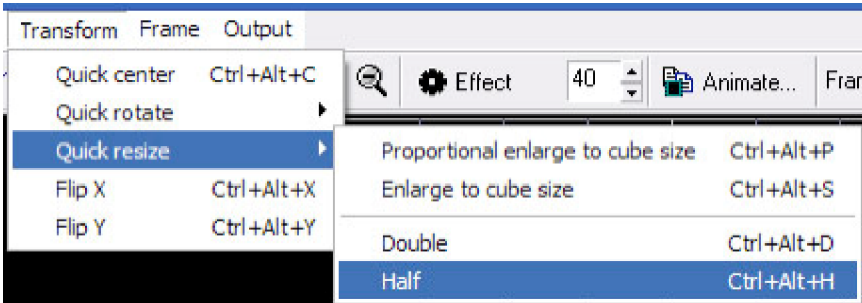 Transform Frame Output
Quick center Ctrl+Alt+C
Effect 40 Animate...
Quick rotate
Quick resize
Proportional enlarge to cube size Ctrl+Alt+P
Flip X Ctrl+Alt+X
Enlarge to cube size Ctrl+Alt+S
Flip Y Ctrl+Alt+Y
Double Ctrl+Alt+D
Half Ctrl+Alt+H